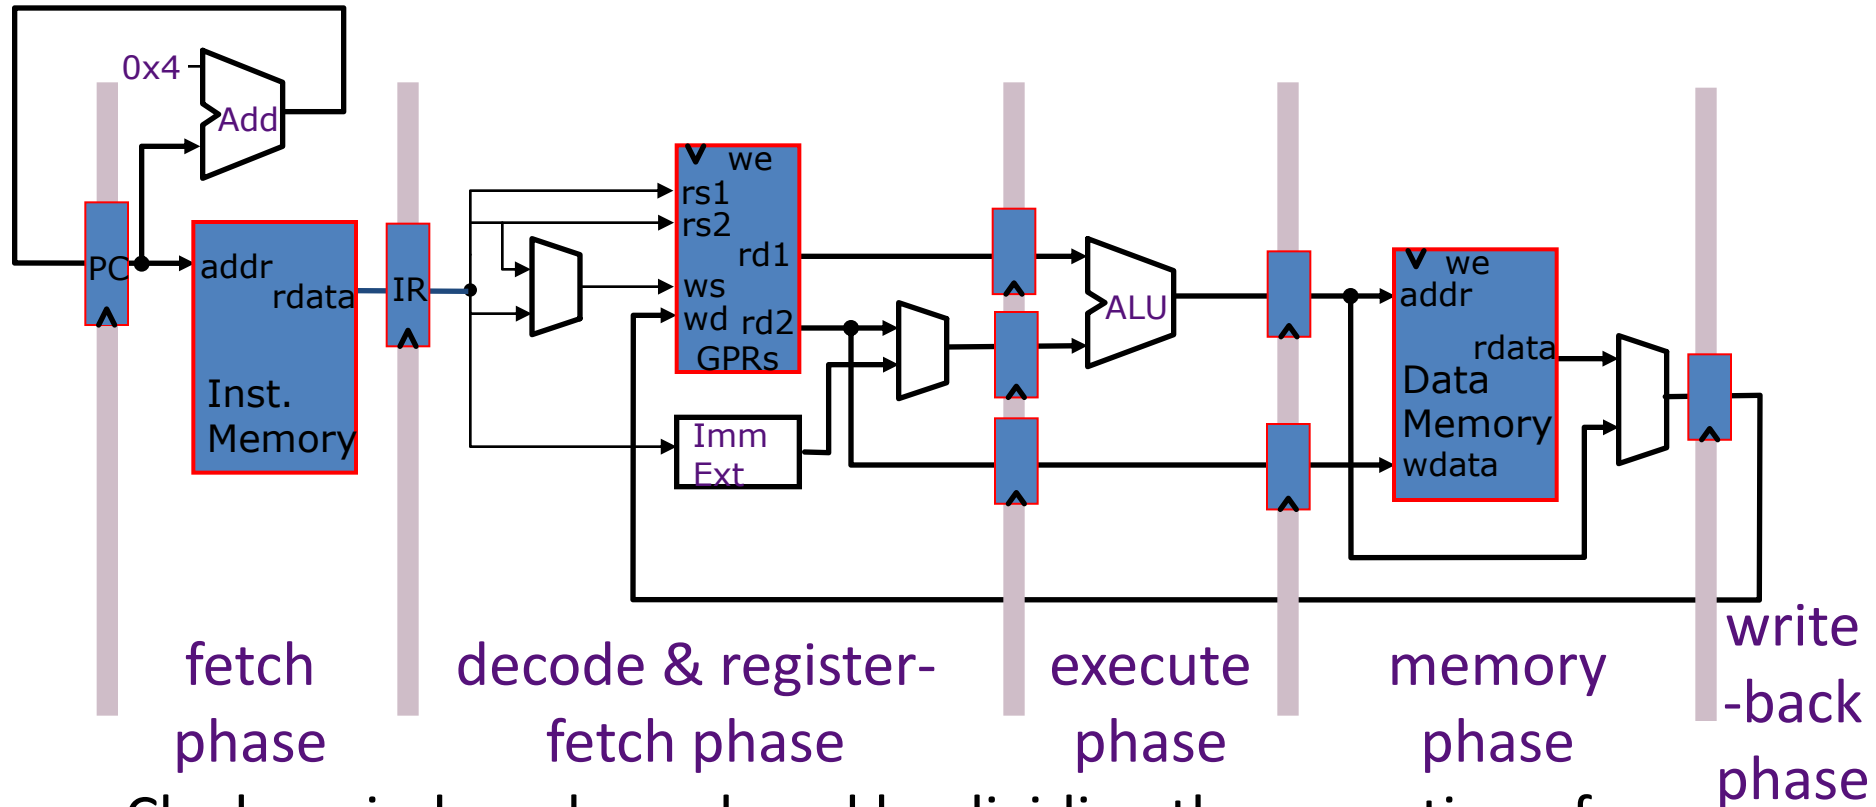 0x4
Add
PC
addr
rdata
Inst.
Memory
IR
we
rs1
rs2
rd1
ws
wd rd2
GPRs
Imm
Ext
ALU
we
addr
rdata
Data
Memory
wdata
fetch
phase
decode & register-
fetch phase
execute
phase
memory
phase
write
-back
phase